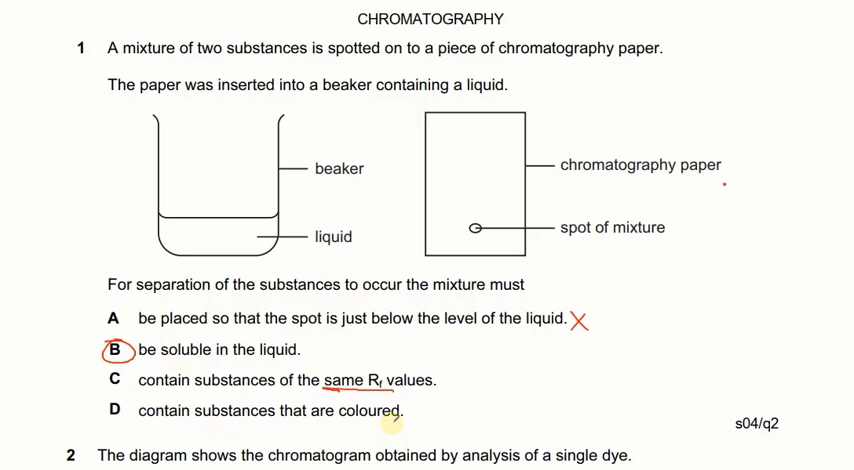 CHROMATOGRAPHY
1 A mixture of two substances is spotted on to a piece of chromatography paper.
The paper was inserted into a beaker containing a liquid.
beaker
chromatography paper
liquid
spot of mixture
For separation of the substances to occur the mixture must
A be placed so that the spot is just below the level of the liquid.
B be soluble in the liquid.
C contain substances of the same Rf values.
D contain substances that are coloured.
s04/q2
2 The diagram shows the chromatogram obtained by analysis of a single dye.